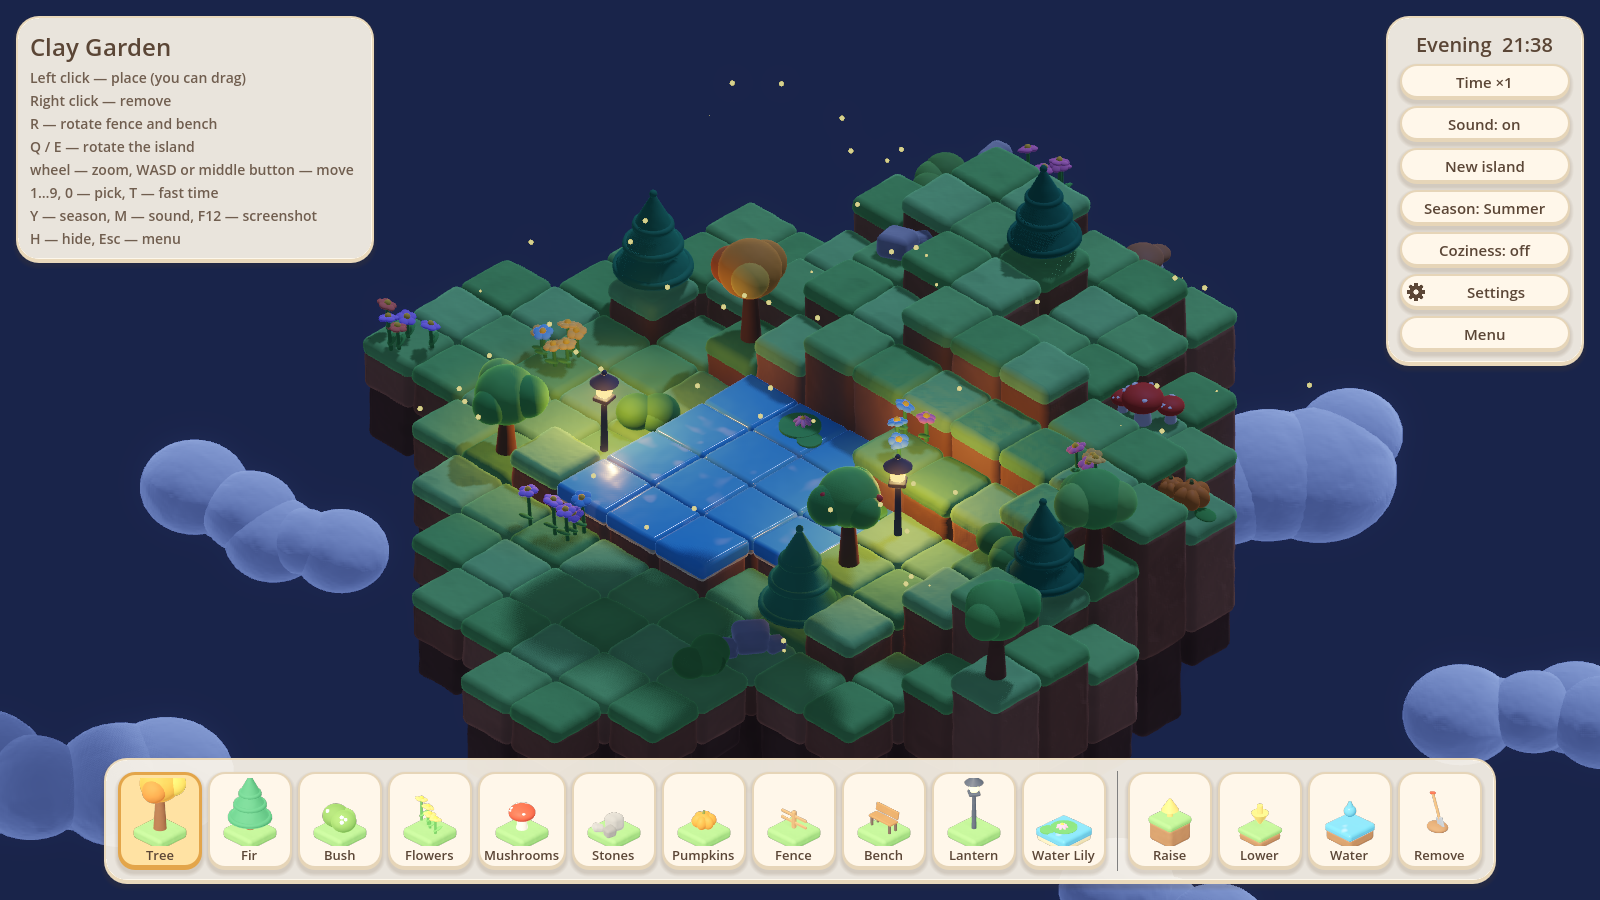 Clay Garden
Left click — place (you can drag)
Right click — remove
R — rotate fence and bench
Q / E — rotate the island
wheel — zoom, WASD or middle button — move
1...9, 0 — pick, T — fast time
Y — season, M — sound, F12 — screenshot
H — hide, Esc — menu
Evening 21:38
Time ×1
Sound: on
New island
Season: Summer
Coziness: off
Settings
Menu
Tree
Fir
Bush
Flowers
Mushrooms
Stones
Pumpkins
Fence
Bench
Lantern
Water Lily
Raise
Lower
Water
Remove